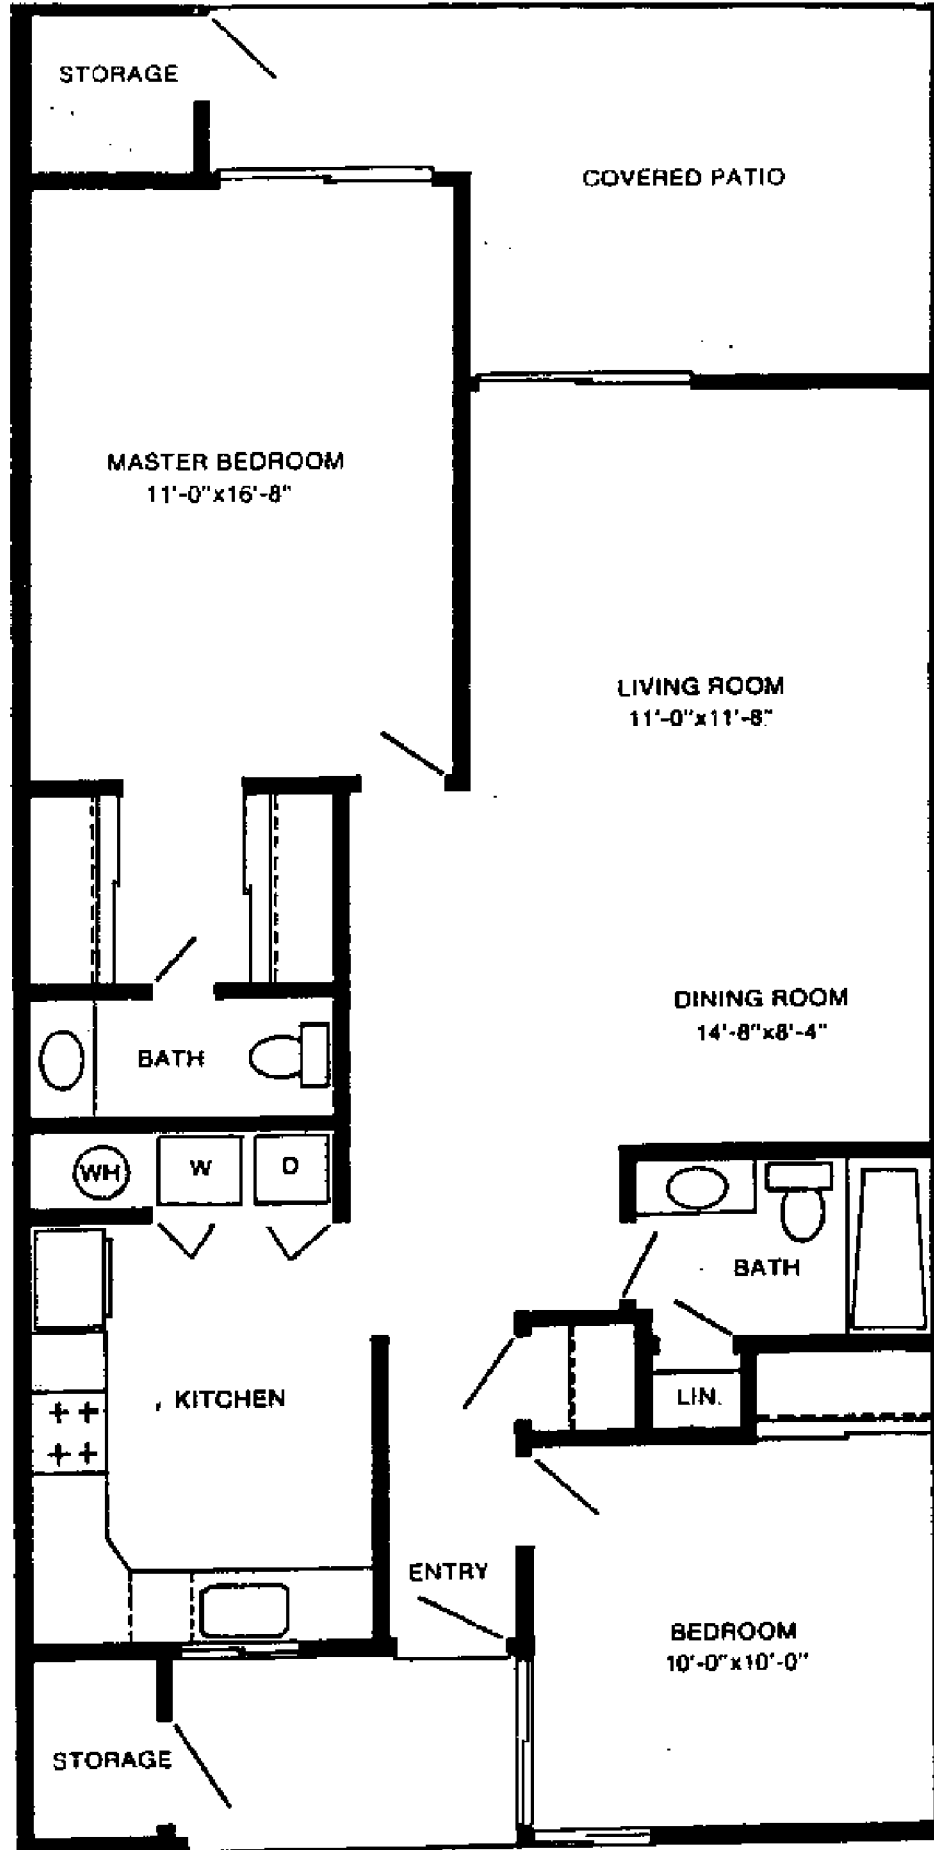 STORAGE
COVERED PATIO
MASTER BEDROOM
11'-0"x16'-8"
LIVING ROOM
11'-0"x11'-8"
DINING ROOM
14'-8"x8'-4"
BATH
WH
W
D
BATH
KITCHEN
LIN.
ENTRY
BEDROOM
10'-0"x10'-0"
STORAGE